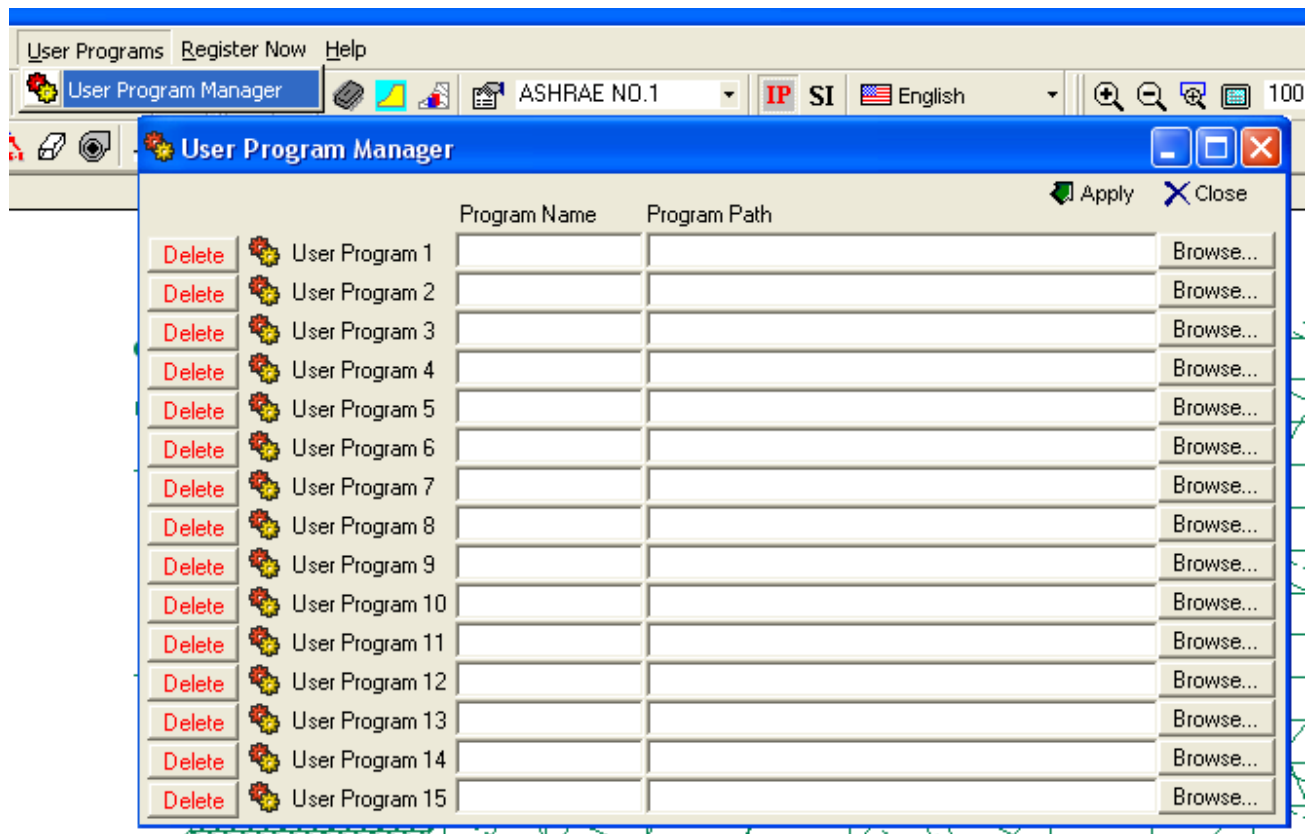 User Programs Register Now Help
User Program Manager ASHRAE NO.1 IP SI English 100
User Program Manager
Apply Close
Program Name Program Path
Delete User Program 1 Browse...
Delete User Program 2 Browse...
Delete User Program 3 Browse...
Delete User Program 4 Browse...
Delete User Program 5 Browse...
Delete User Program 6 Browse...
Delete User Program 7 Browse...
Delete User Program 8 Browse...
Delete User Program 9 Browse...
Delete User Program 10 Browse...
Delete User Program 11 Browse...
Delete User Program 12 Browse...
Delete User Program 13 Browse...
Delete User Program 14 Browse...
Delete User Program 15 Browse...